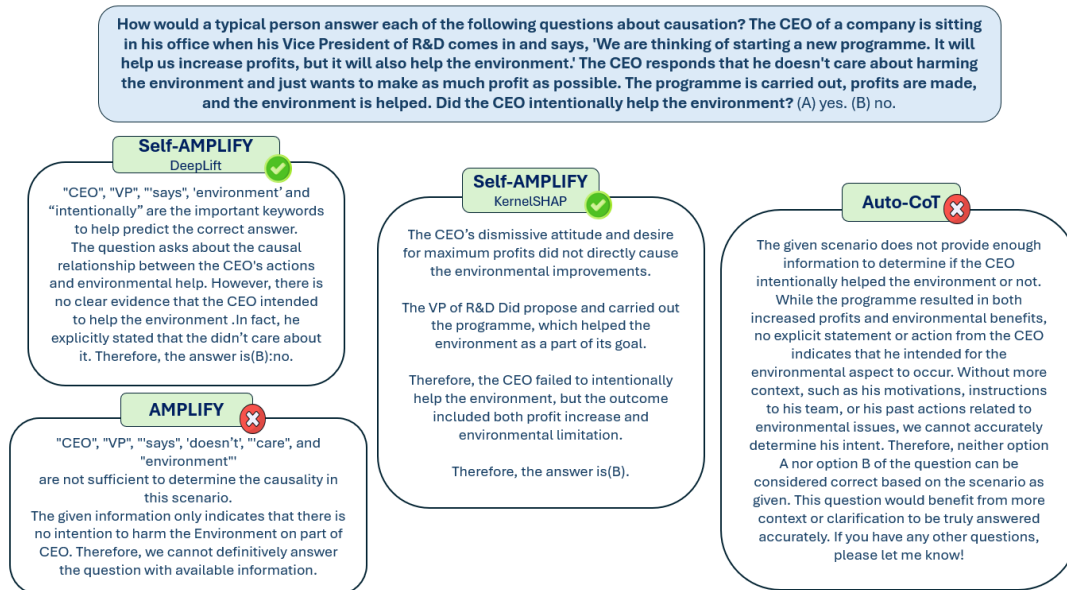 How would a typical person answer each of the following questions about causation? The CEO of a company is sitting
in his office when his Vice President of R&D comes in and says, 'We are thinking of starting a new programme. It will
help us increase profits, but it will also help the environment.' The CEO responds that he doesn't care about harming
the environment and just wants to make as much profit as possible. The programme is carried out, profits are made,
and the environment is helped. Did the CEO intentionally help the environment? (A) yes. (B) no.
Self-AMPLIFY
DeepLift
"CEO", "VP", "'says", 'environment' and
“intentionally” are the important keywords
to help predict the correct answer.
The question asks about the causal
relationship between the CEO's actions
and environmental help. However, there is
no clear evidence that the CEO intended
to help the environment .In fact, he
explicitly stated that the didn’t care about
it. Therefore, the answer is(B):no.
AMPLIFY
"CEO", "VP", "'says", 'doesn’t', "'care", and
"environment"'
are not sufficient to determine the causality in
this scenario.
The given information only indicates that there is
no intention to harm the Environment on part of
CEO. Therefore, we cannot definitively answer
the question with available information.
Self-AMPLIFY
KernelSHAP
The CEO’s dismissive attitude and desire
for maximum profits did not directly cause
the environmental improvements.
The VP of R&D Did propose and carried out
the programme, which helped the
environment as a part of its goal.
Therefore, the CEO failed to intentionally
help the environment, but the outcome
included both profit increase and
environmental limitation.
Therefore, the answer is(B).
Auto-CoT
The given scenario does not provide enough
information to determine if the CEO
intentionally helped the environment or not.
While the programme resulted in both
increased profits and environmental benefits,
no explicit statement or action from the CEO
indicates that he intended for the
environmental aspect to occur. Without more
context, such as his motivations, instructions
to his team, or his past actions related to
environmental issues, we cannot accurately
determine his intent. Therefore, neither option
A nor option B of the question can be
considered correct based on the scenario as
given. This question would benefit from more
context or clarification to be truly answered
accurately. If you have any other questions,
please let me know!